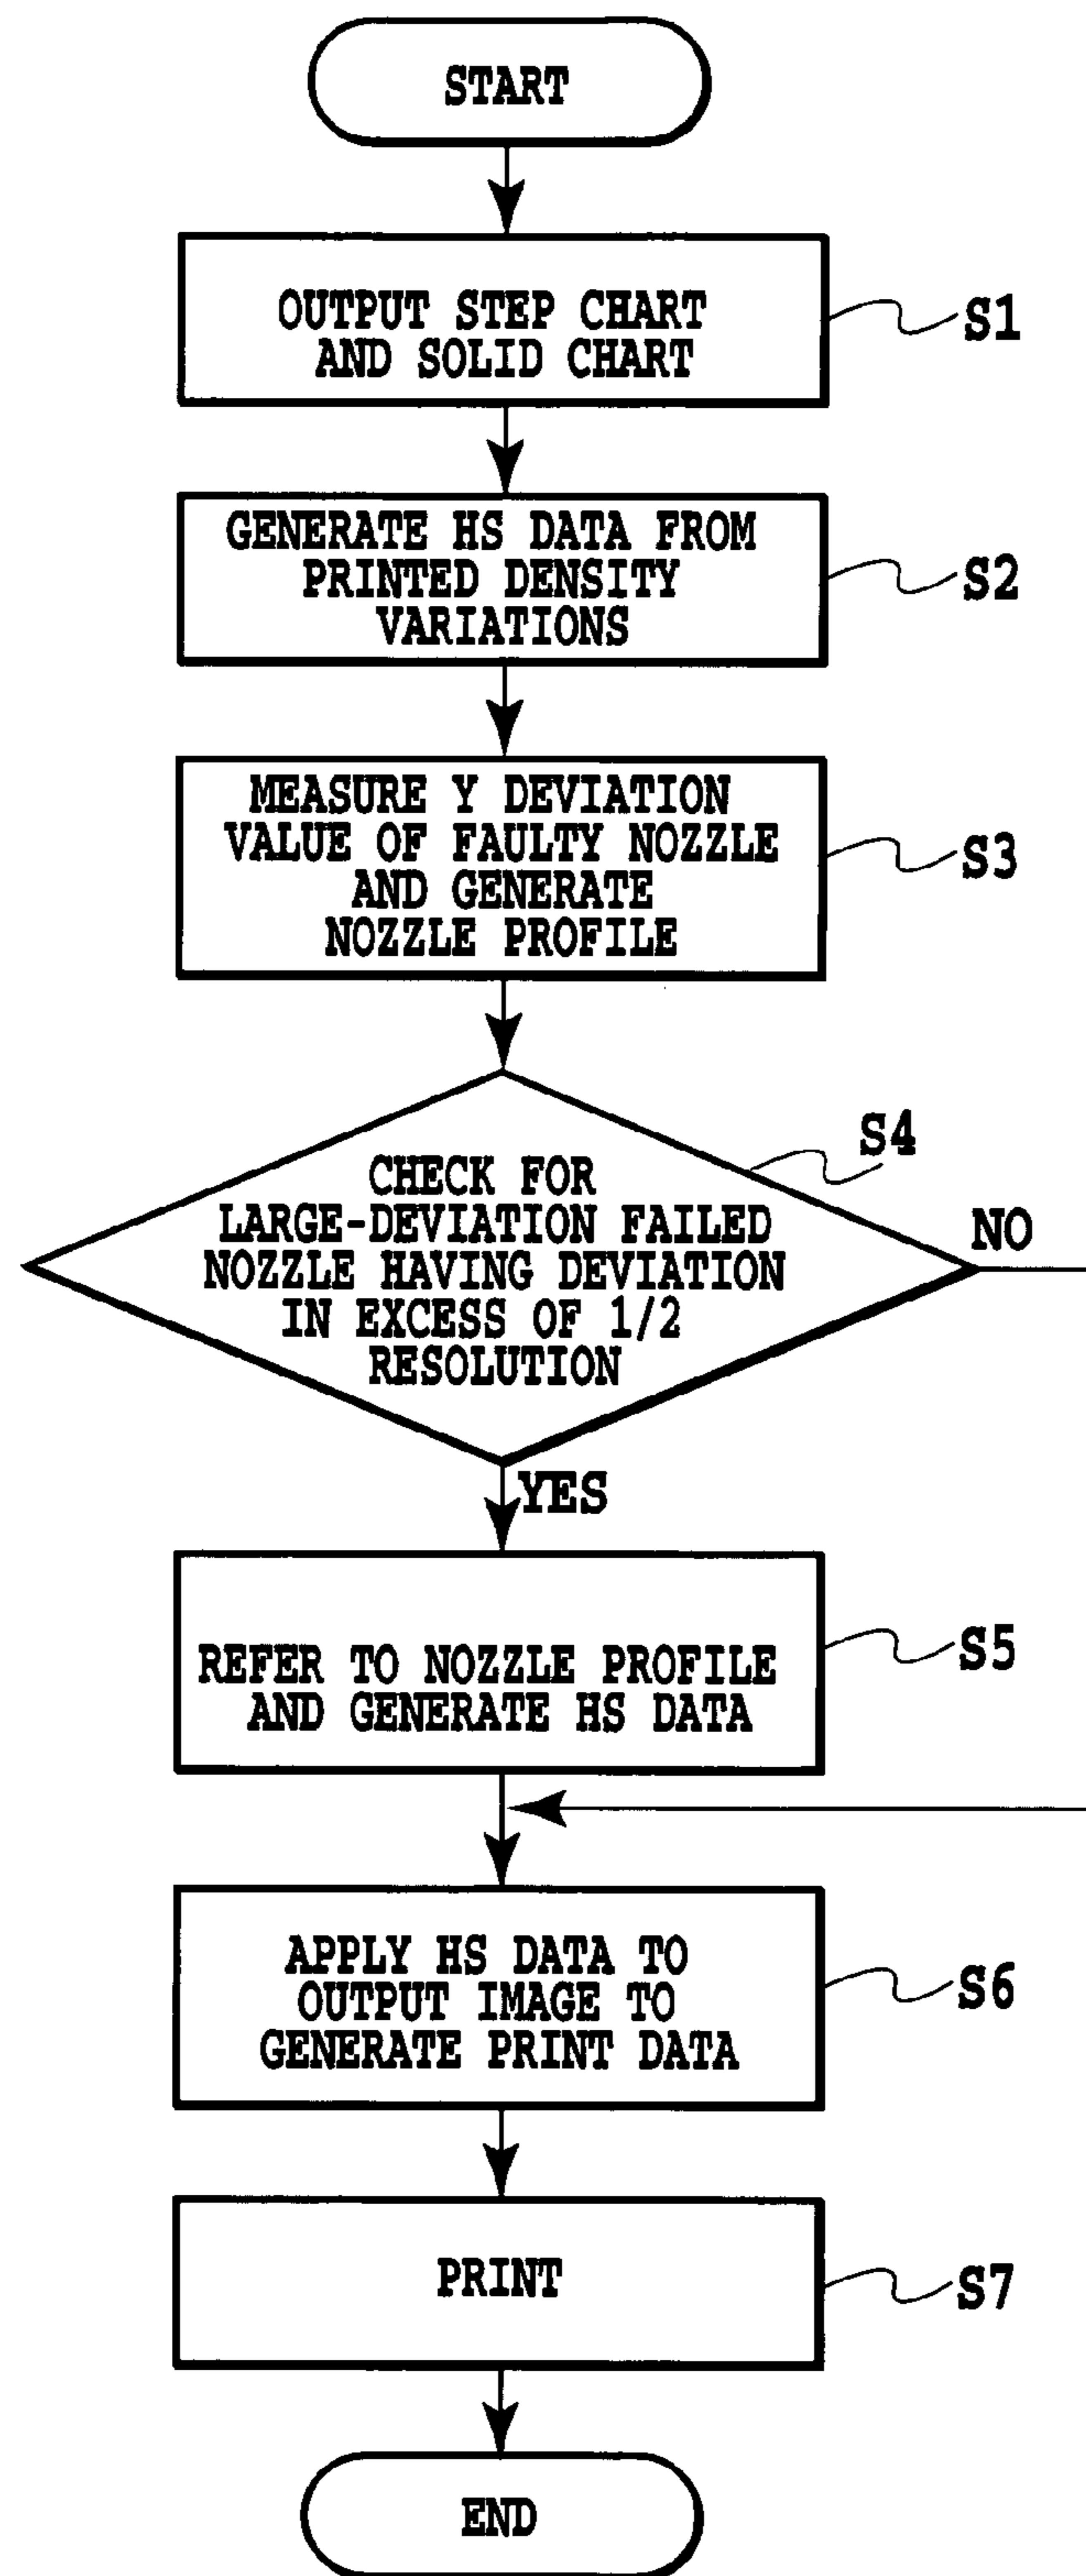 START
OUTPUT STEP CHART
AND SOLID CHART
S1
GENERATE HS DATA FROM
PRINTED DENSITY
VARIATIONS
S2
MEASURE Y DEVIATION
VALUE OF FAULTY NOZZLE
AND GENERATE
NOZZLE PROFILE
S3
S4
CHECK FOR
LARGE-DEVIATION FAILED
NOZZLE HAVING DEVIATION
IN EXCESS OF 1/2
RESOLUTION
NO
YES
REFER TO NOZZLE PROFILE
AND GENERATE HS DATA
S5
APPLY HS DATA TO
OUTPUT IMAGE TO
GENERATE PRINT DATA
S6
PRINT
S7
END